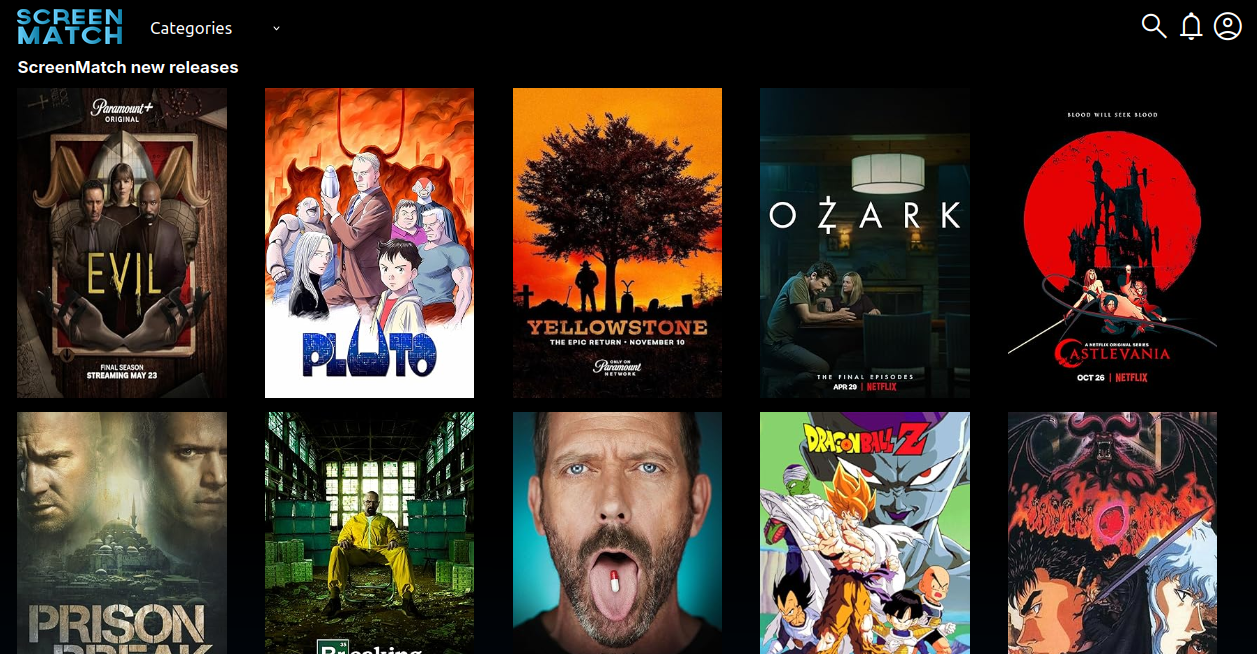 SCREEN
MATCH
Categories
ScreenMatch new releases
Paramount+
ORIGINAL
EVIL
FINAL SEASON
STREAMING MAY 23
PLUTO
YELLOWSTONE
THE EPIC RETURN • NOVEMBER 10
ONLY ON
Paramount
NETWORK
OZARK
THE FINAL EPISODES
APR 29 | NETFLIX
BLOOD WILL SEEK BLOOD
A NETFLIX ORIGINAL SERIES
CASTLEVANIA
OCT 26 | NETFLIX
PRISON
BREAK
Breaking
DRAGONBALL Z